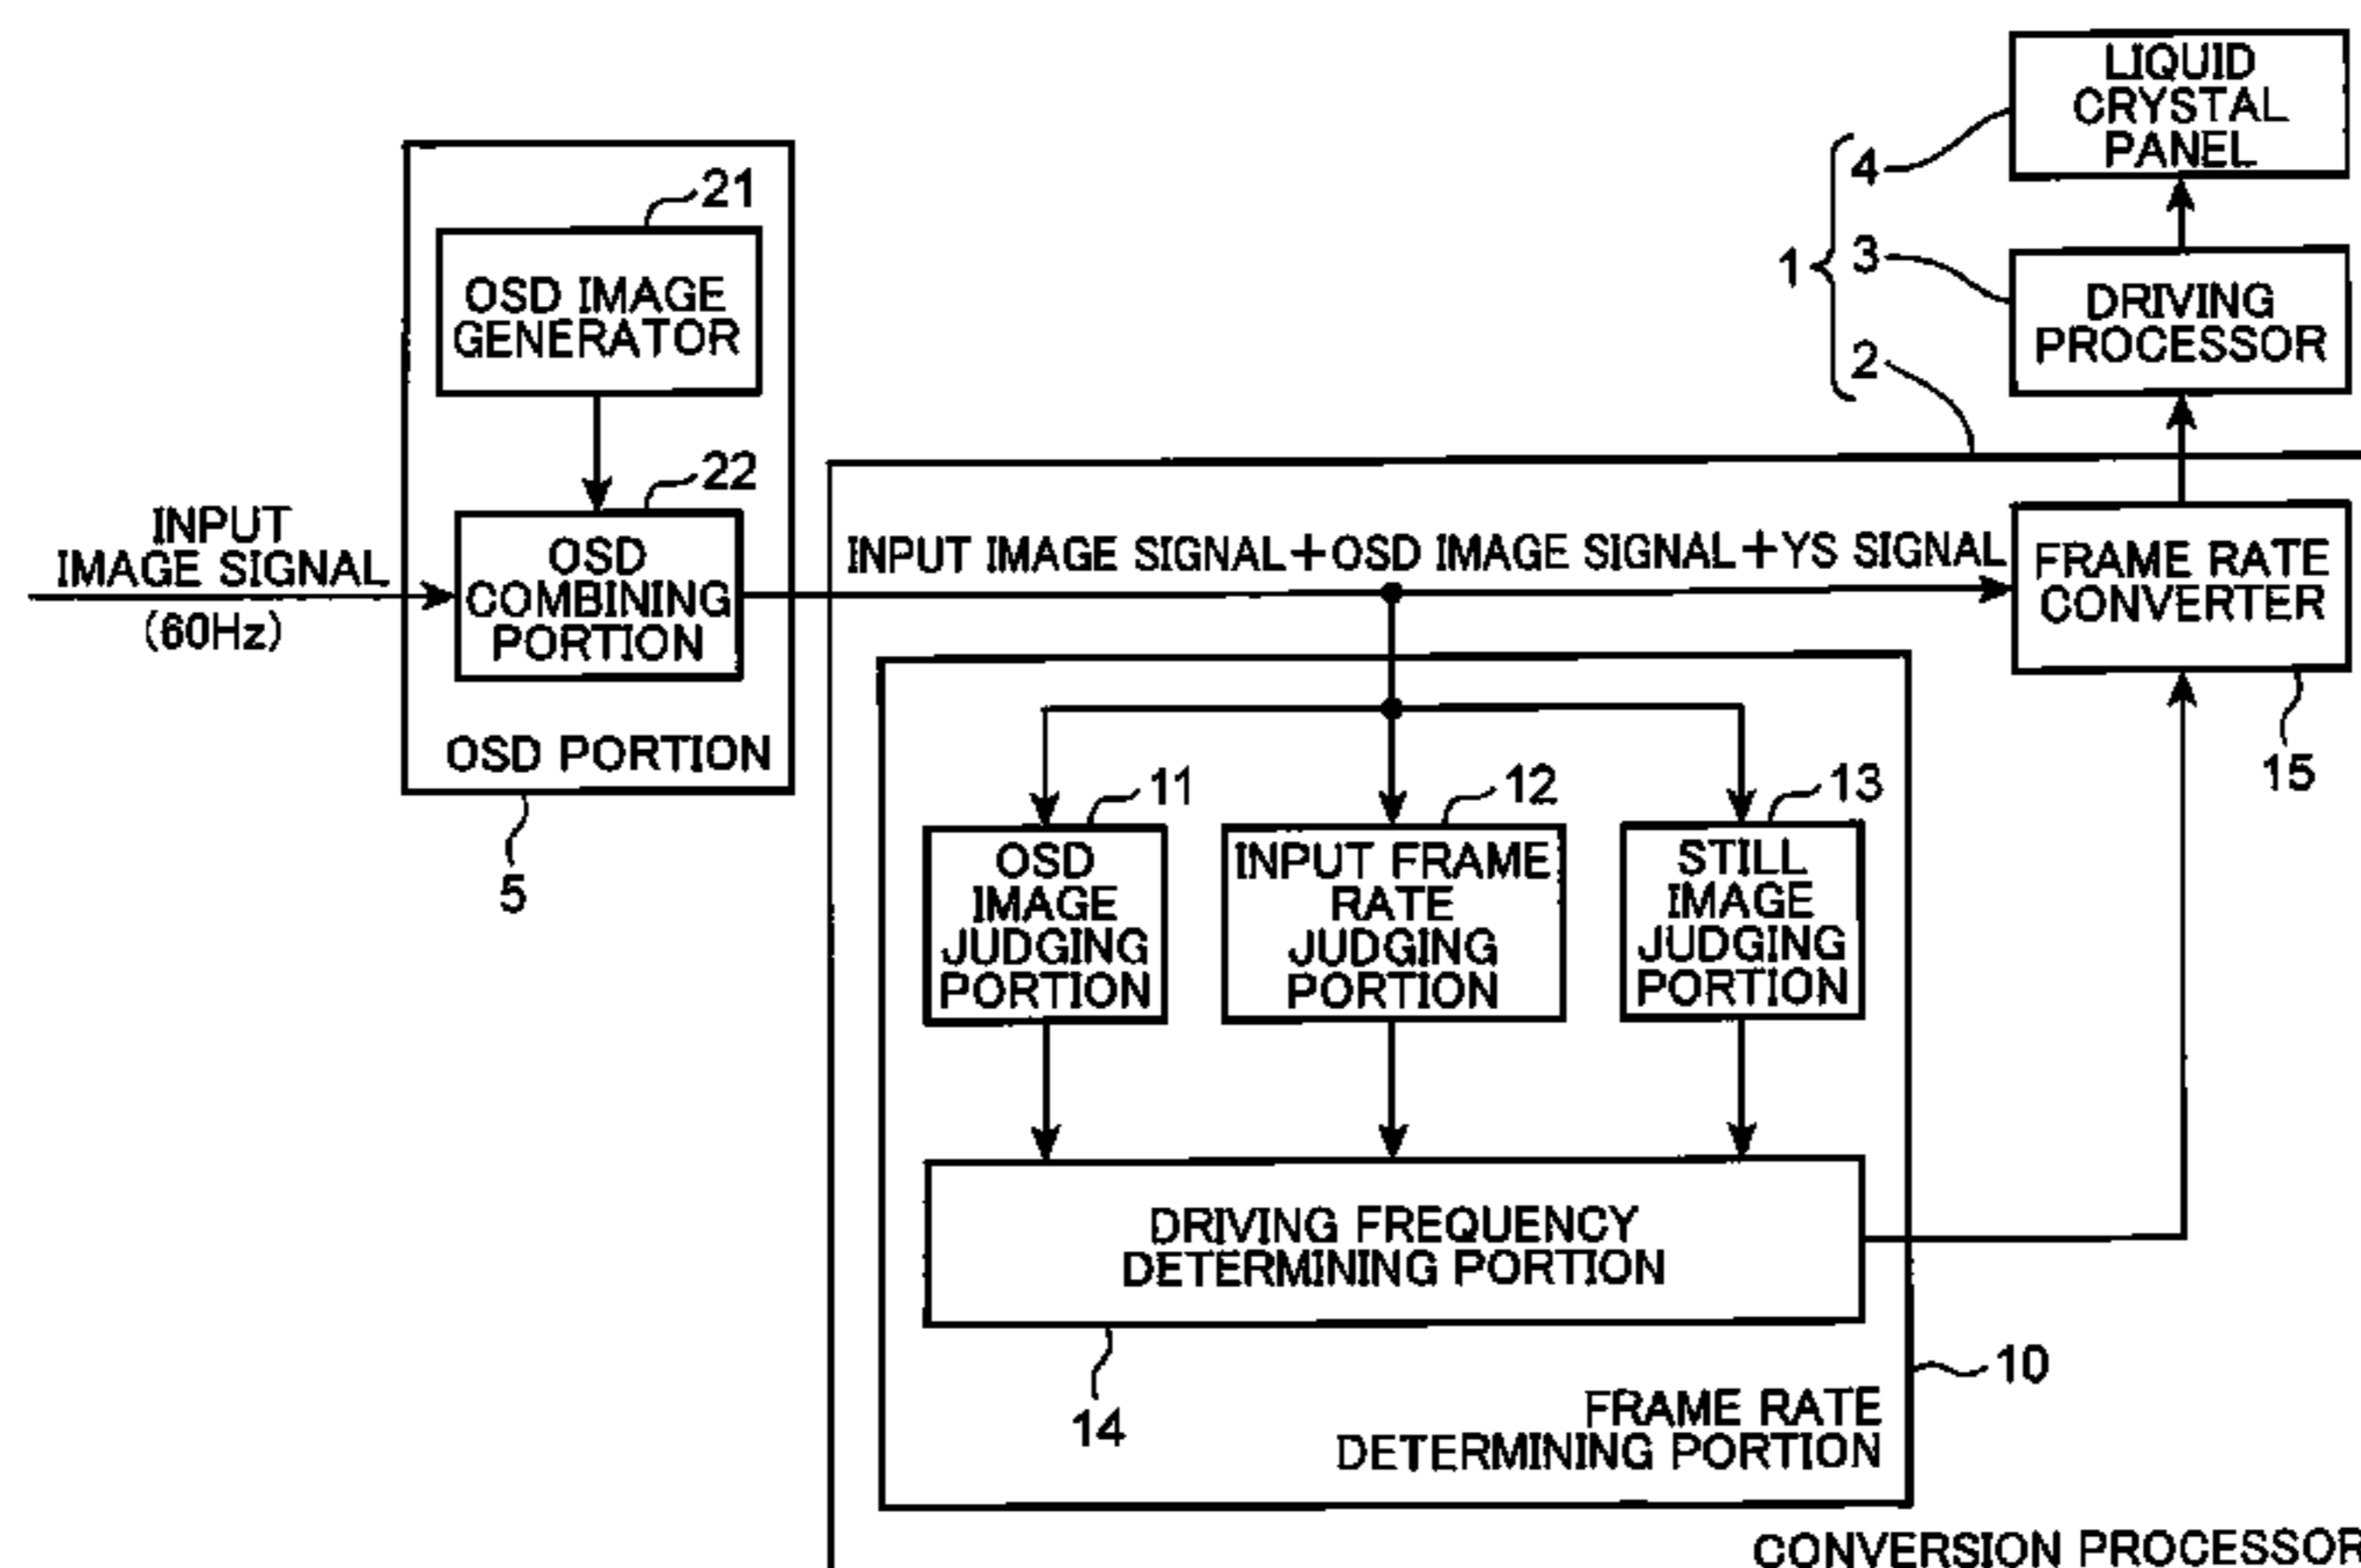 LIQUID
CRYSTAL
PANEL
4
21
1
3
DRIVING
PROCESSOR
OSD IMAGE
GENERATOR
2
22
INPUT
IMAGE SIGNAL
(60Hz)
OSD
COMBINING
PORTION
INPUT IMAGE SIGNAL+OSD IMAGE SIGNAL+YS SIGNAL
FRAME RATE
CONVERTER
OSD PORTION
5
15
11
12
13
OSD
IMAGE
JUDGING
PORTION
INPUT FRAME
RATE
JUDGING
PORTION
STILL
IMAGE
JUDGING
PORTION
DRIVING FREQUENCY
DETERMINING PORTION
14
10
FRAME RATE
DETERMINING PORTION
CONVERSION PROCESSOR